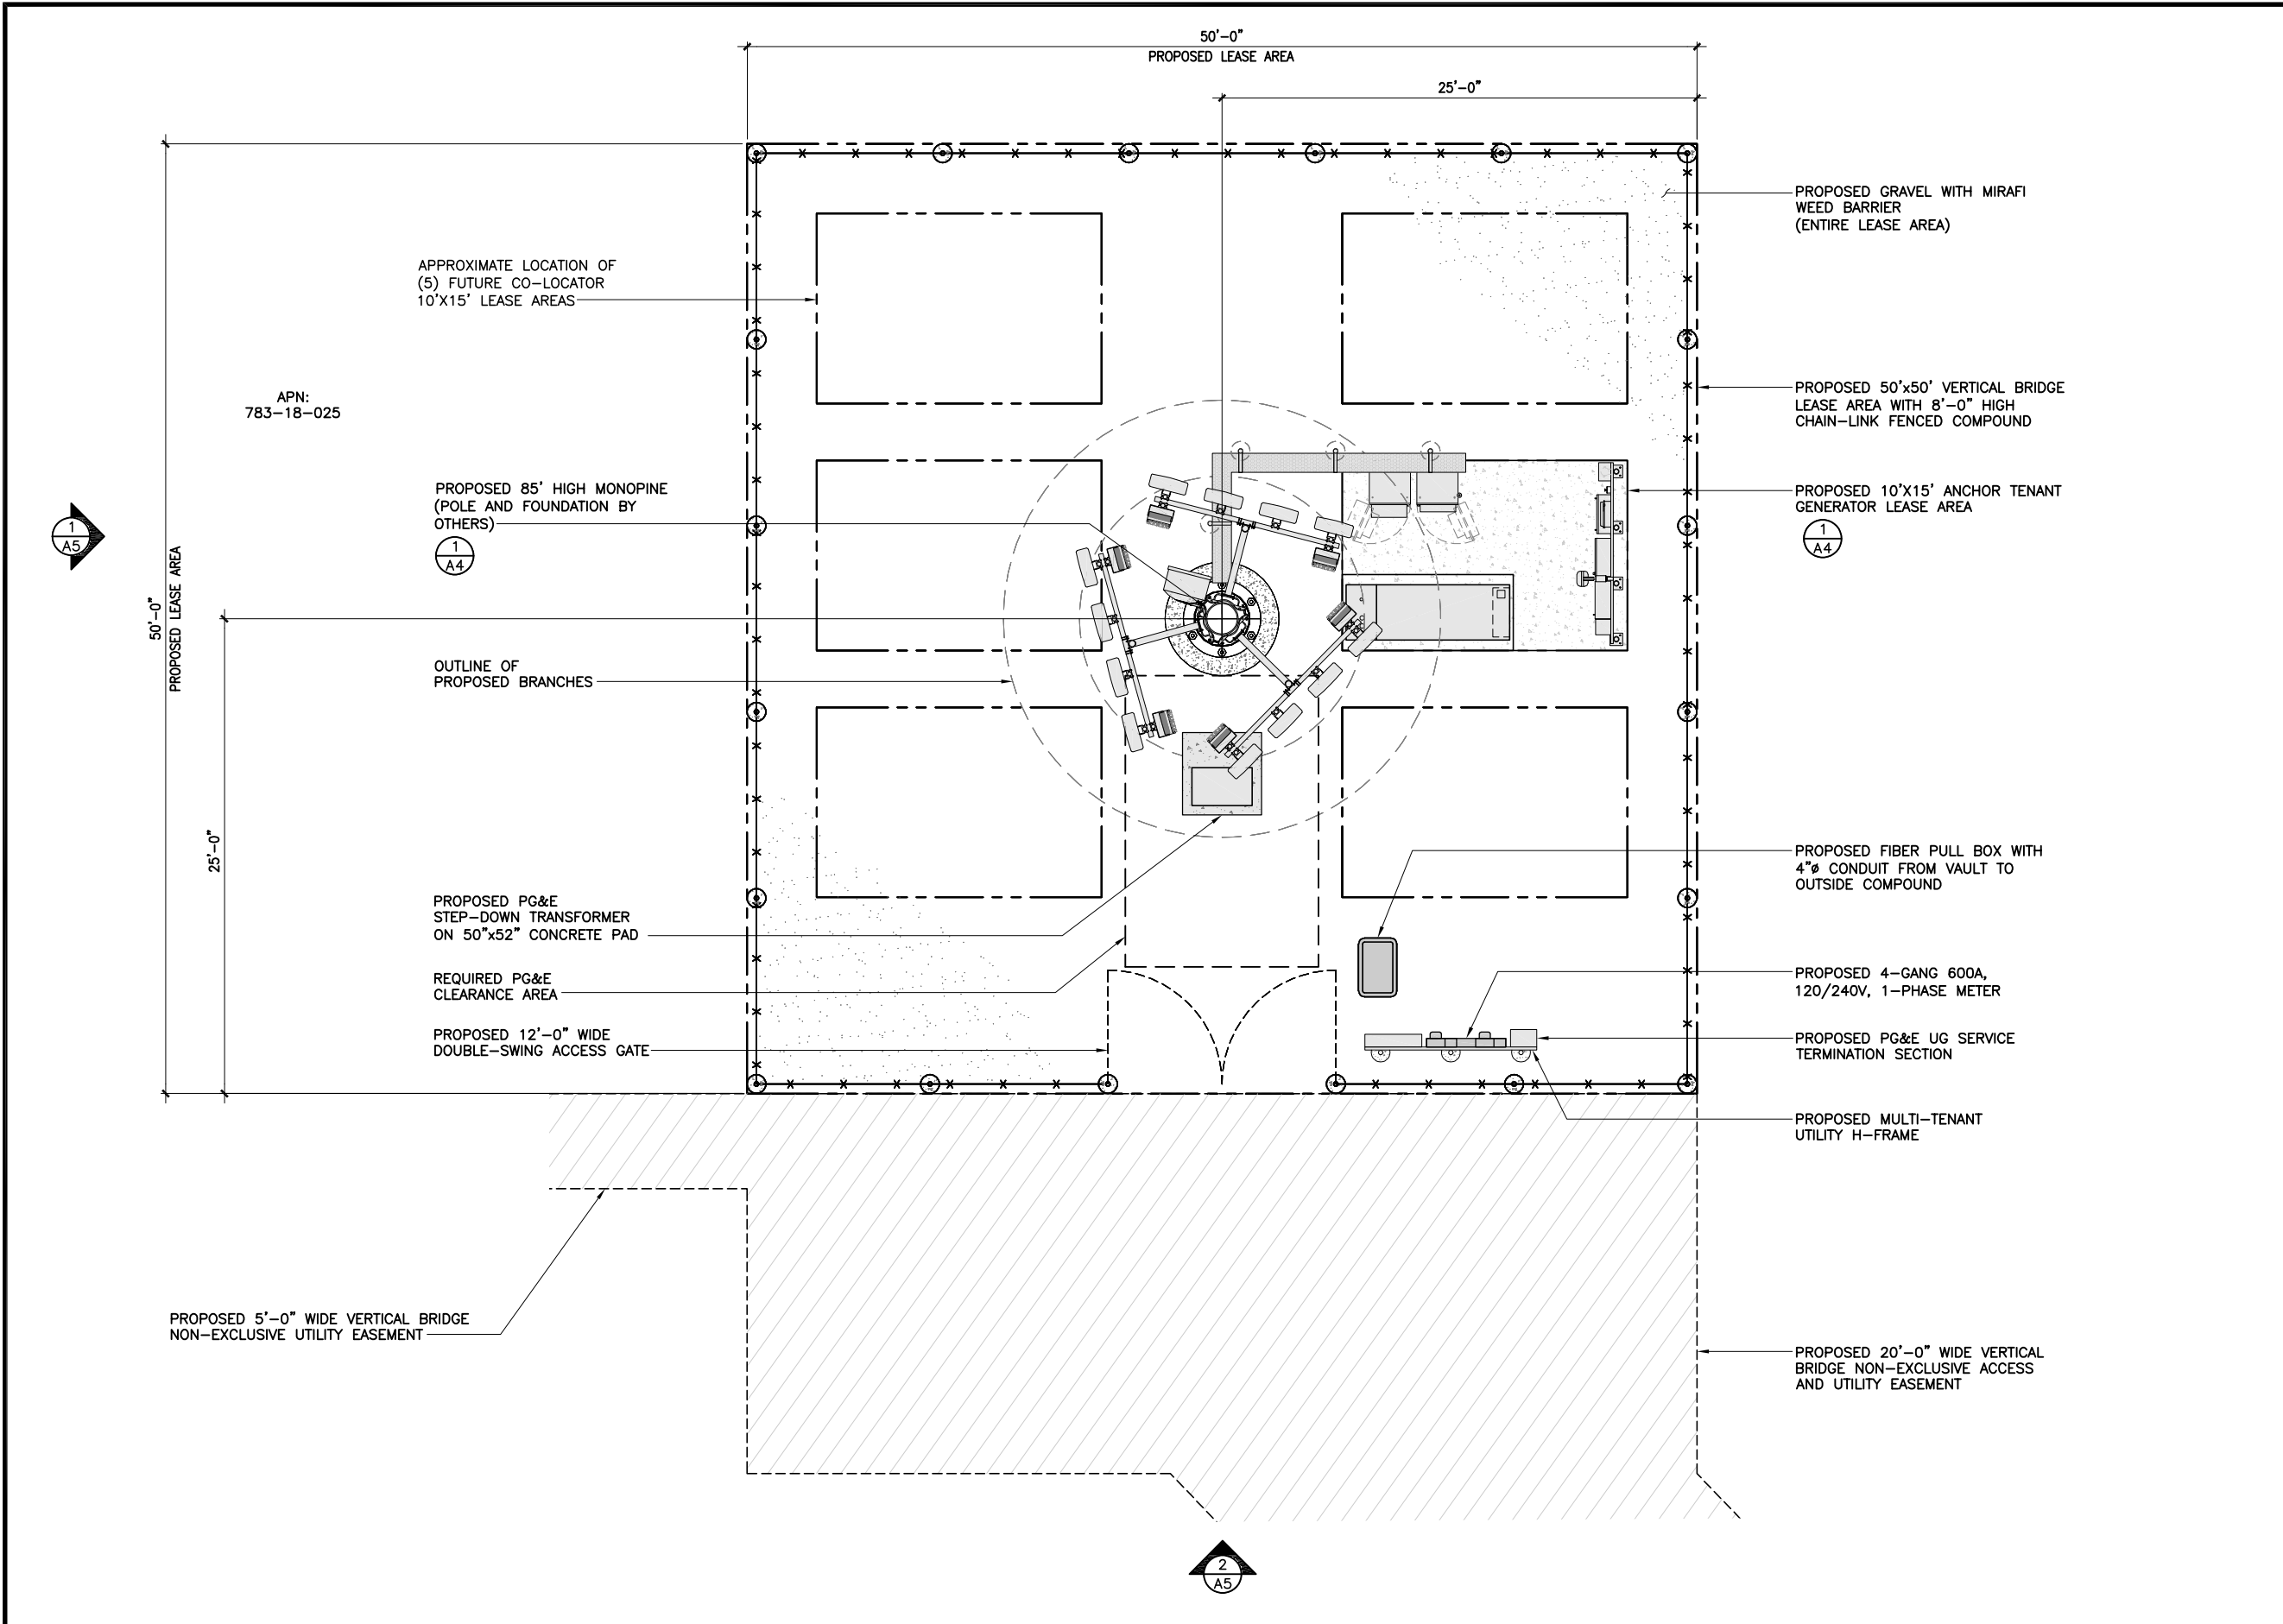 50'-0"
PROPOSED LEASE AREA
25'-0"
PROPOSED GRAVEL WITH MIRAFI
WEED BARRIER
(ENTIRE LEASE AREA)
APPROXIMATE LOCATION OF
(5) FUTURE CO-LOCATOR
10'X15' LEASE AREAS
APN:
783-18-025
PROPOSED 50'x50' VERTICAL BRIDGE
LEASE AREA WITH 8'-0" HIGH
CHAIN-LINK FENCED COMPOUND
PROPOSED 85' HIGH MONOPINE
(POLE AND FOUNDATION BY
OTHERS)
1
A4
PROPOSED 10'X15' ANCHOR TENANT
GENERATOR LEASE AREA
1
A4
1
A5
50'-0"
PROPOSED LEASE AREA
OUTLINE OF
PROPOSED BRANCHES
25'-0"
PROPOSED PG&E
STEP-DOWN TRANSFORMER
ON 50"x52" CONCRETE PAD
PROPOSED FIBER PULL BOX WITH
4"ø CONDUIT FROM VAULT TO
OUTSIDE COMPOUND
REQUIRED PG&E
CLEARANCE AREA
PROPOSED 4-GANG 600A,
120/240V, 1-PHASE METER
PROPOSED 12'-0" WIDE
DOUBLE-SWING ACCESS GATE
PROPOSED PG&E UG SERVICE
TERMINATION SECTION
PROPOSED MULTI-TENANT
UTILITY H-FRAME
PROPOSED 5'-0" WIDE VERTICAL BRIDGE
NON-EXCLUSIVE UTILITY EASEMENT
PROPOSED 20'-0" WIDE VERTICAL
BRIDGE NON-EXCLUSIVE ACCESS
AND UTILITY EASEMENT
2
A5